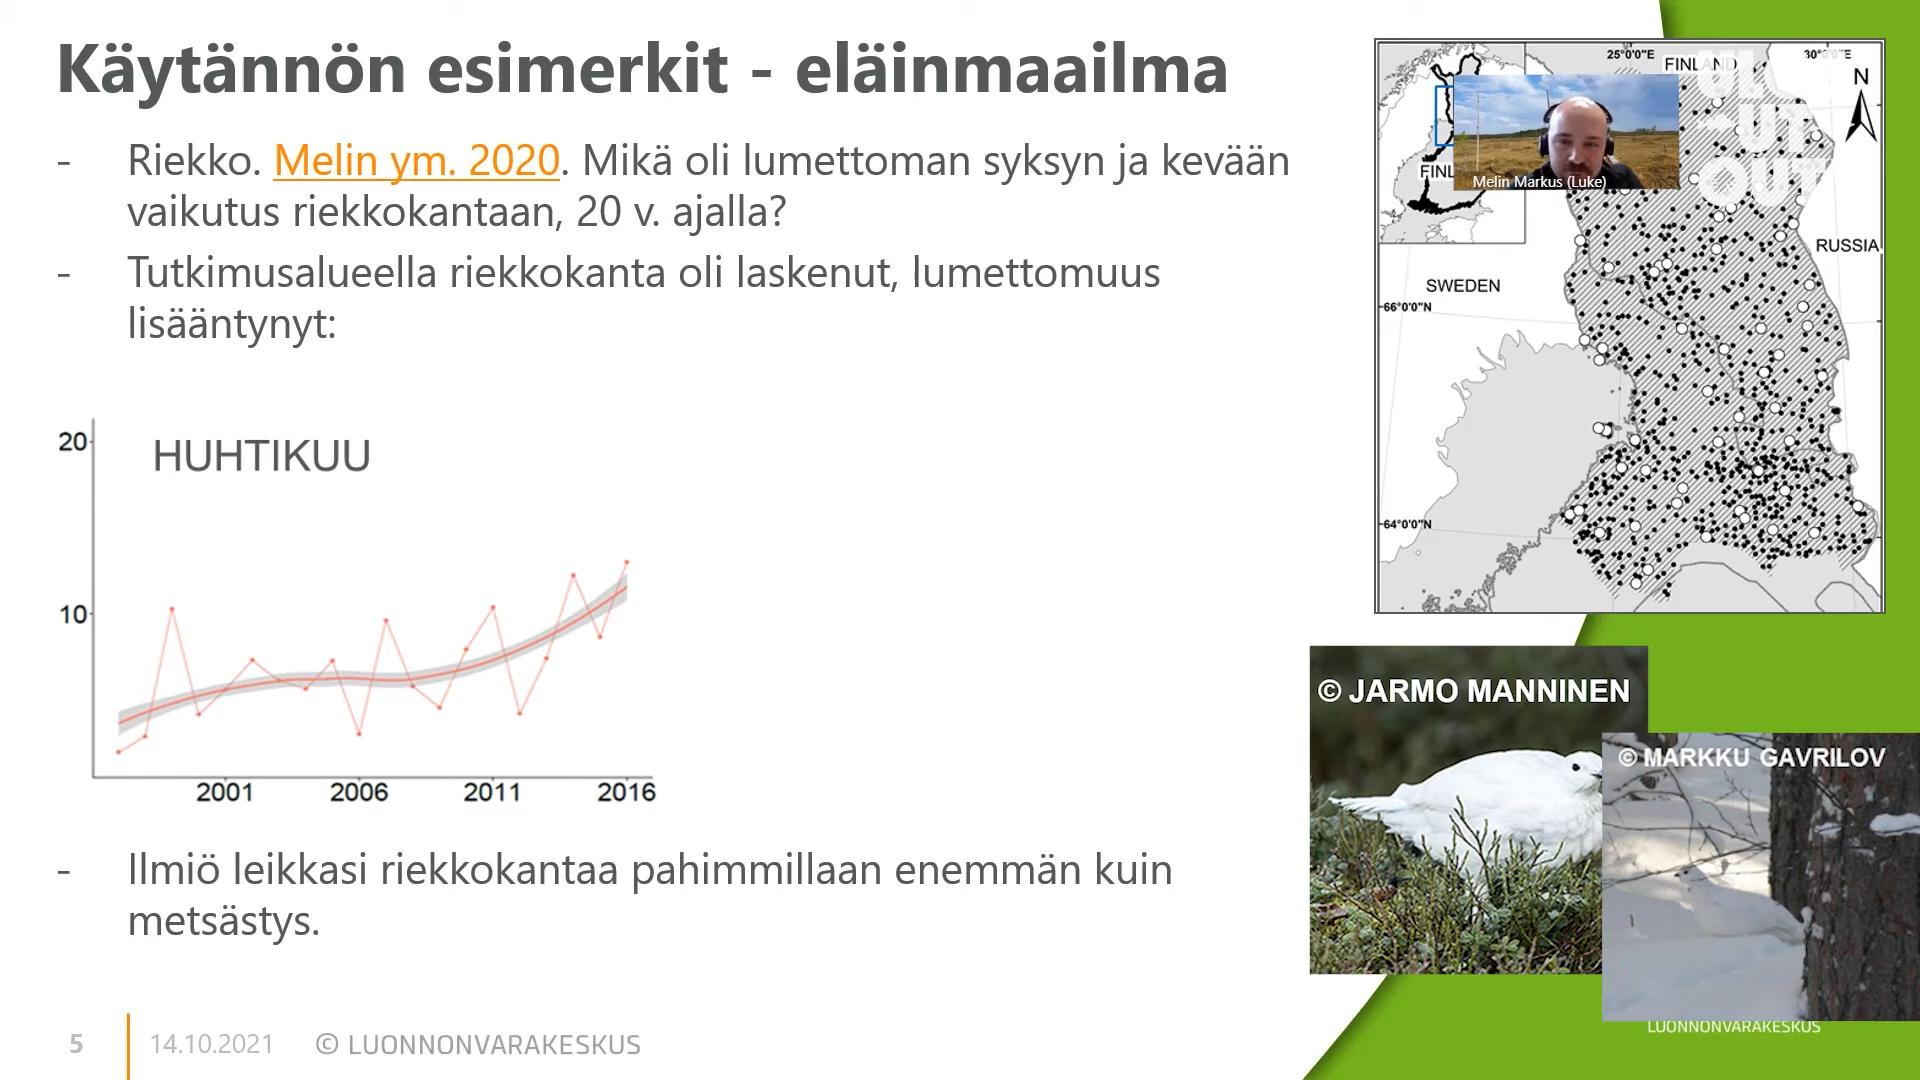 Käytännön esimerkit - eläinmaailma
- Riekko. Melin ym. 2020. Mikä oli lumettoman syksyn ja kevään
vaikutus riekkokantaan, 20 v. ajalla?
- Tutkimusalueella riekkokanta oli laskenut, lumettomuus
lisääntynyt:
20
HUHTIKUU
10
2001 2006 2011 2016
- Ilmiö leikkasi riekkokantaa pahimmillaan enemmän kuin
metsästys.
5 14.10.2021 © LUONNONVARAKESKUS
25°0'0"E
FINLAND
30°0'0"E
N
FINL
Melin Markus (Luke)
RUSSIA
SWEDEN
66°0'0"N
64°0'0"N
© JARMO MANNINEN
© MARKKU GAVRILOV
LUONNONVARAKESKUS